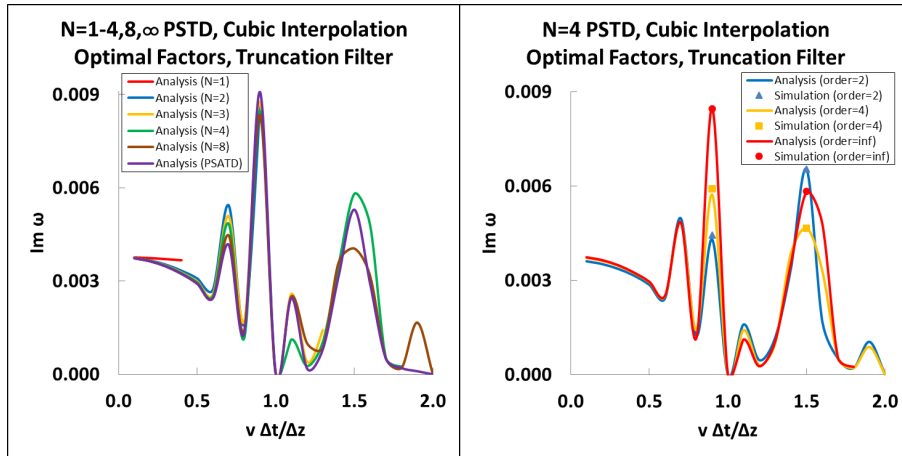 N=1-4,8,∞ PSTD, Cubic Interpolation
Optimal Factors, Truncation Filter
Analysis (N=1)
Analysis (N=2)
Analysis (N=3)
Analysis (N=4)
Analysis (N=8)
Analysis (PSATD)
0.009
0.006
0.003
0.000
Im ω
0.0 0.5 1.0 1.5 2.0
v Δt/Δz
N=4 PSTD, Cubic Interpolation
Optimal Factors, Truncation Filter
Analysis (order=2)
Simulation (order=2)
Analysis (order=4)
Simulation (order=4)
Analysis (order=inf)
Simulation (order=inf)
0.009
0.006
0.003
0.000
Im ω
0.0 0.5 1.0 1.5 2.0
v Δt/Δz